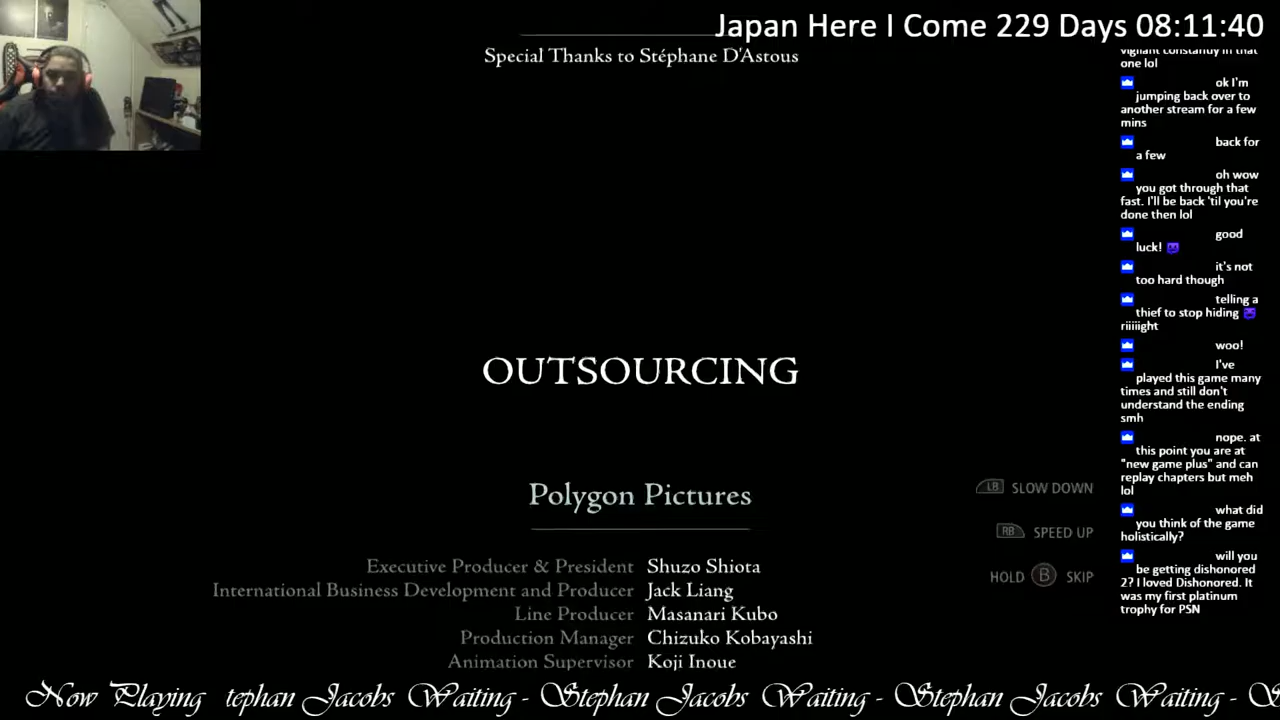 Japan Here I Come 229 Days 08:11:40
Special Thanks to Stéphane D'Astous
OUTSOURCING
Polygon Pictures
Executive Producer & President Shuzo Shiota
International Business Development and Producer Jack Liang
Line Producer Masanari Kubo
Production Manager Chizuko Kobayashi
Animation Supervisor Koji Inoue
LB SLOW DOWN
RB SPEED UP
HOLD B SKIP
vigilant constantly in that
one lol
ok I'm
jumping back over to
another stream for a few
mins
back for
a few
oh wow
you got through that
fast. I'll be back 'til you're
done then lol
good
luck!
it's not
too hard though
telling a
thief to stop hiding
riiiiight
woo!
I've
played this game many
times and still don't
understand the ending
smh
nope. at
this point you are at
"new game plus" and can
replay chapters but meh
lol
what did
you think of the game
holistically?
will you
be getting dishonored
2? I loved Dishonored. It
was my first platinum
trophy for PSN
Now Playing tephan Jacobs Waiting - Stephan Jacobs Waiting - Stephan Jacobs Waiting - S